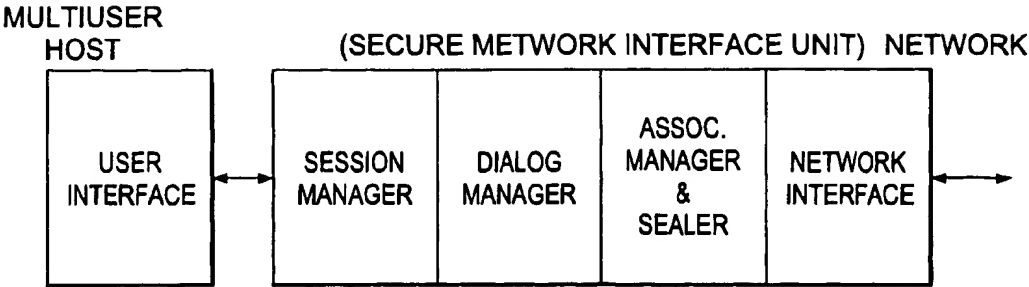 MULTIUSER
HOST
(SECURE METWORK INTERFACE UNIT) NETWORK
USER
INTERFACE
SESSION
MANAGER
DIALOG
MANAGER
ASSOC.
MANAGER
&
SEALER
NETWORK
INTERFACE